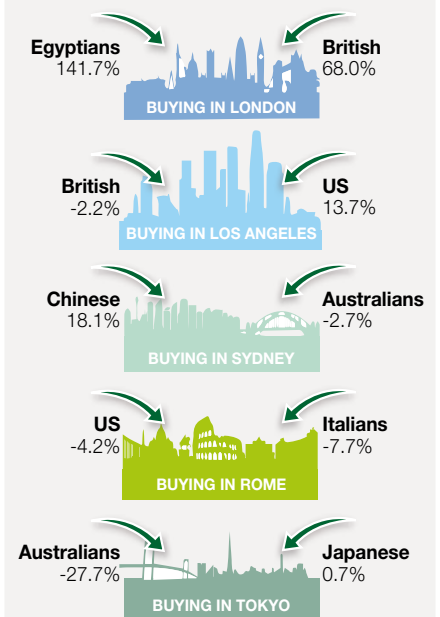 Egyptians
141.7%
British
68.0%
BUYING IN LONDON
British
-2.2%
US
13.7%
BUYING IN LOS ANGELES
Chinese
18.1%
Australians
-2.7%
BUYING IN SYDNEY
US
-4.2%
Italians
-7.7%
BUYING IN ROME
Australians
-27.7%
Japanese
0.7%
BUYING IN TOKYO